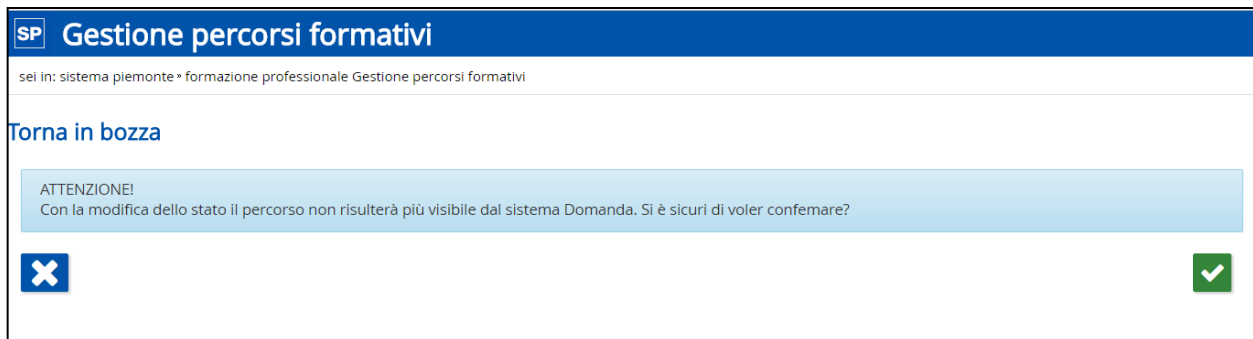 SP Gestione percorsi formativi
sei in: sistema piemonte » formazione professionale Gestione percorsi formativi
Torna in bozza
ATTENZIONE!
Con la modifica dello stato il percorso non risulterà più visibile dal sistema Domanda. Si è sicuri di voler confemare?